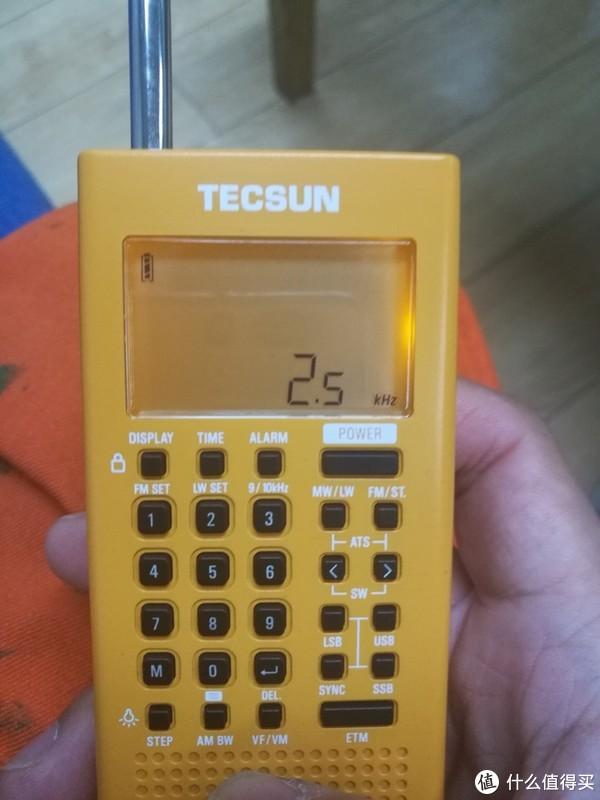 TECSUN
2.5 kHz
DISPLAY TIME ALARM POWER
FM SET LW SET 9/10kHz MW/LW FM/ST.
1 2 3
ATS
4 5 6 < >
SW
7 8 9
LSB USB
M 0
SYNC SSB
DEL.
STEP AM BW VF/VM ETM
值 什么值得买